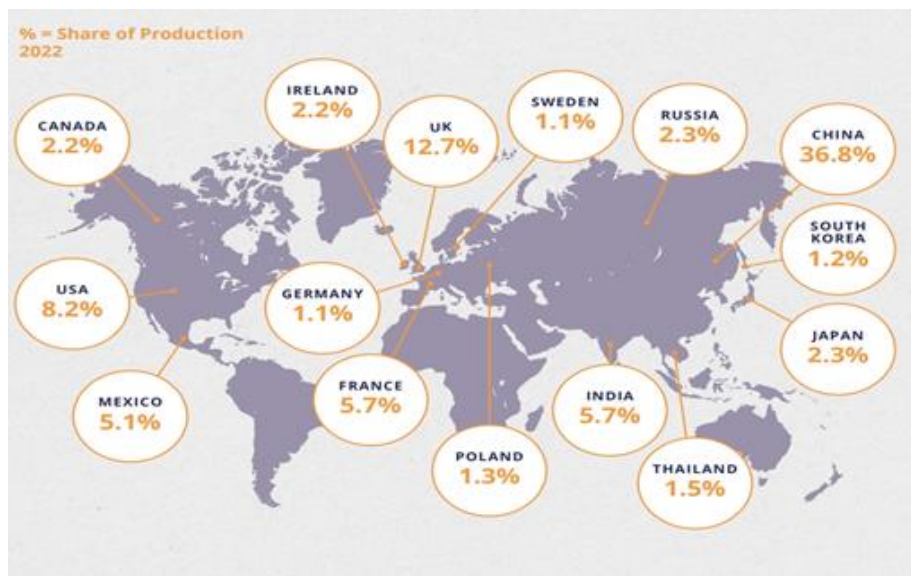 % = Share of Production
2022
IRELAND
2.2%
SWEDEN
1.1%
RUSSIA
2.3%
CANADA
2.2%
UK
12.7%
CHINA
36.8%
SOUTH
KOREA
1.2%
USA
8.2%
GERMANY
1.1%
JAPAN
2.3%
MEXICO
5.1%
FRANCE
5.7%
INDIA
5.7%
POLAND
1.3%
THAILAND
1.5%